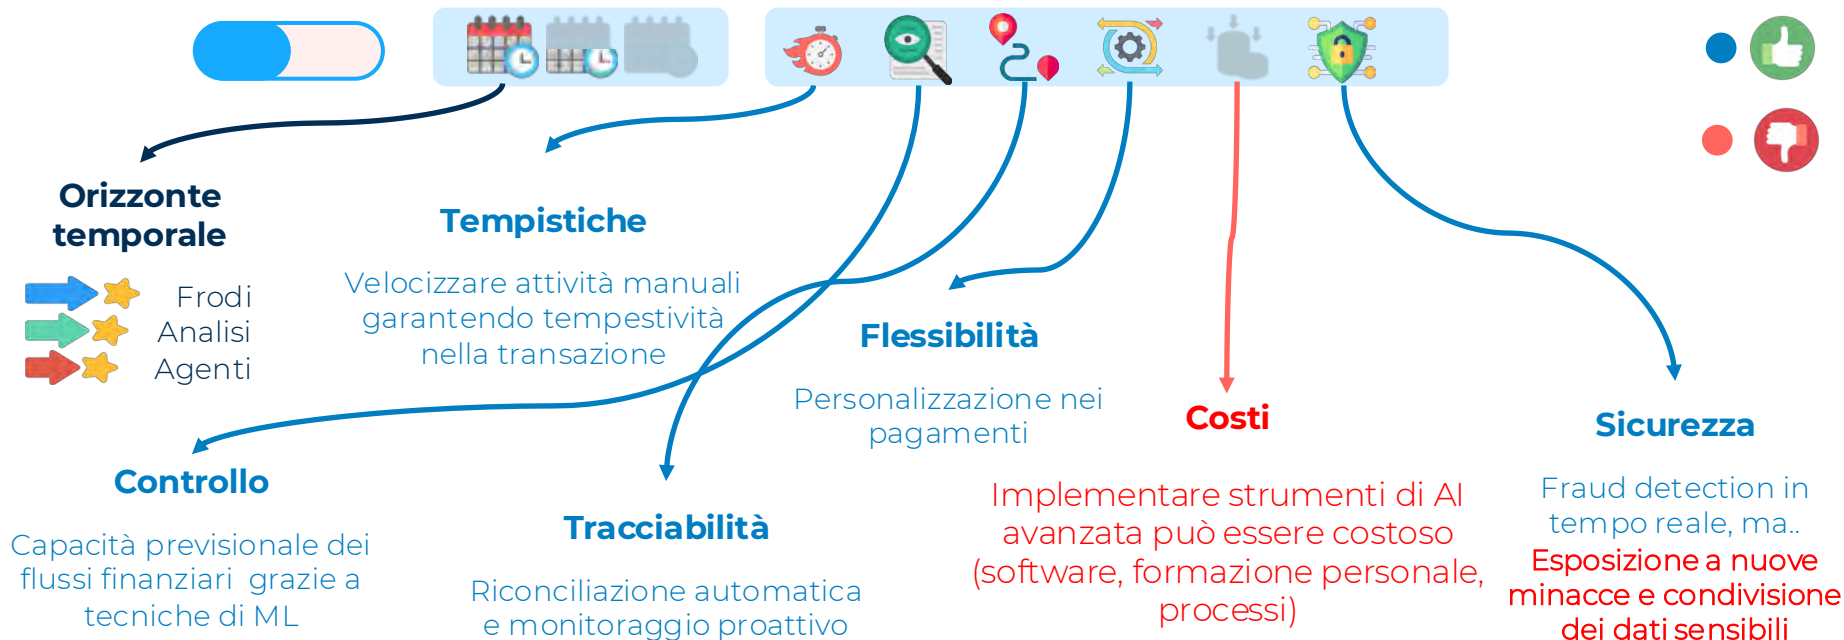 Orizzonte
temporale
Frodi
Analisi
Agenti
Tempistiche
Velocizzare attività manuali
garantendo tempestività
nella transazione
Controllo
Capacità previsionale dei
flussi finanziari grazie a
tecniche di ML
Tracciabilità
Riconciliazione automatica
e monitoraggio proattivo
Flessibilità
Personalizzazione nei
pagamenti
Costi
Implementare strumenti di AI
avanzata può essere costoso
(software, formazione personale,
processi)
Sicurezza
Fraud detection in
tempo reale, ma..
Esposizione a nuove
minacce e condivisione
dei dati sensibili